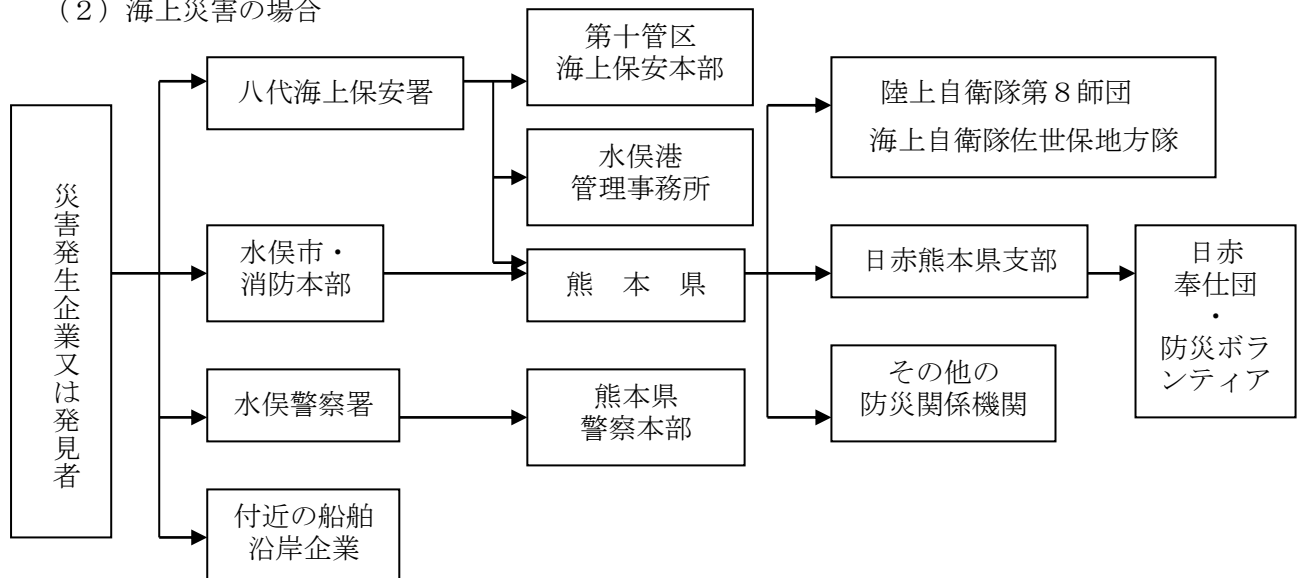 （２）海上災害の場合
災害発生企業又は発見者
八代海上保安署
水俣市・
消防本部
水俣警察署
付近の船舶
沿岸企業
第十管区
海上保安本部
水俣港
管理事務所
熊　本　県
熊本県
警察本部
陸上自衛隊第８師団
海上自衛隊佐世保地方隊
日赤熊本県支部
その他の
防災関係機関
日赤
奉仕団
・
防災ボラ
ンティア